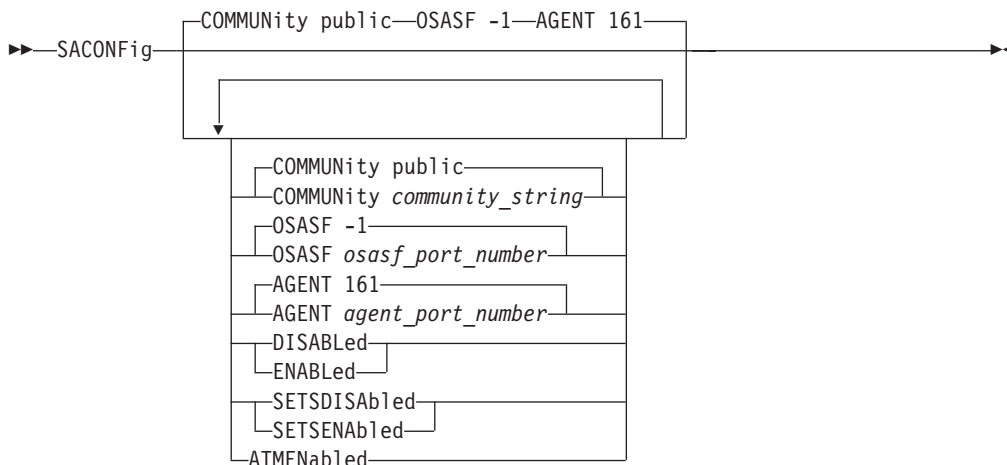 COMMUNity public OSASF -1 AGENT 161
SACONFig
COMMUNity public
COMMUNity community_string
OSASF -1
OSASF osasf_port_number
AGENT 161
AGENT agent_port_number
DISABLed
ENABLed
SETSDISAbled
SETSENAbled
ATMENabled